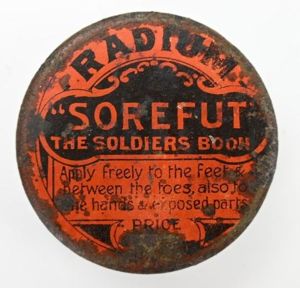 RADIUM
"SOREFUT"
THE SOLDIERS BOON
Apply freely to the feet &
between the toes, also to
the hands & exposed parts
PRICE